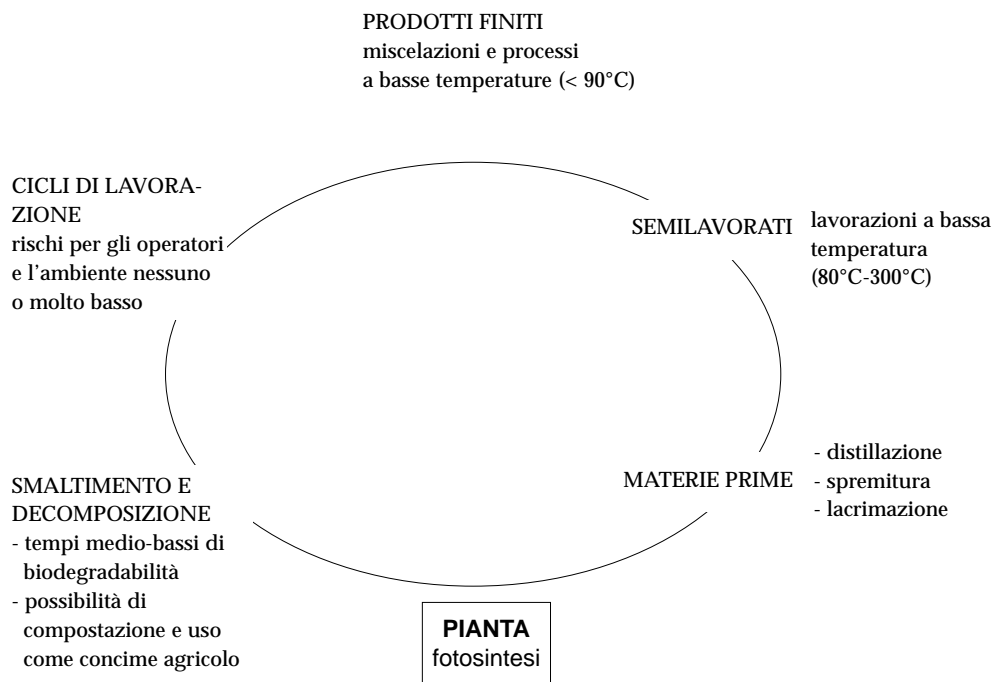 PRODOTTI FINITI
miscelazioni e processi
a basse temperature (< 90°C)
CICLI DI LAVORA-
ZIONE
rischi per gli operatori
e l'ambiente nessuno
o molto basso
SEMILAVORATI
lavorazioni a bassa
temperatura
(80°C-300°C)
MATERIE PRIME
- distillazione
- spremitura
- lacrimazione
SMALTIMENTO E
DECOMPOSIZIONE
- tempi medio-bassi di
biodegradabilità
- possibilità di
compostazione e uso
come concime agricolo
PIANTA
fotosintesi